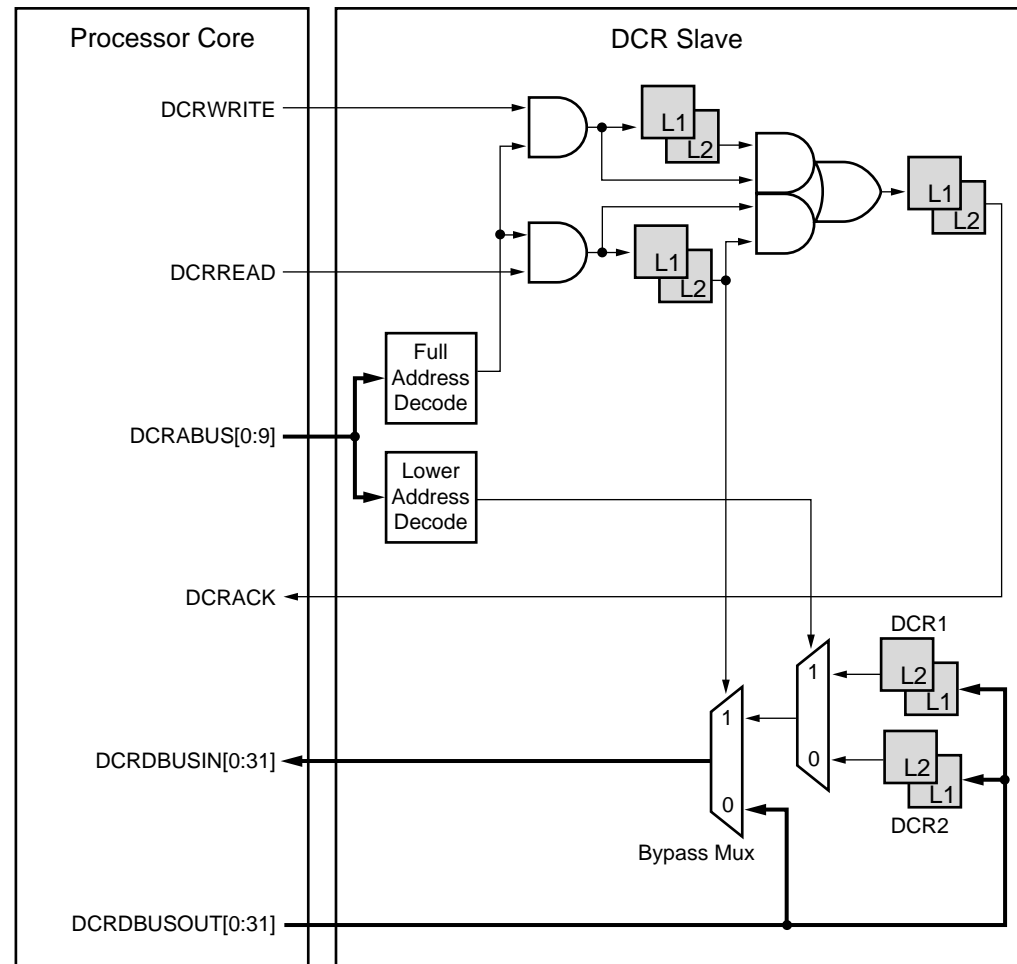 Processor Core
DCR Slave
DCRWRITE
L1
L2
L1
L2
DCRREAD
L1
L2
Full
Address
Decode
DCRABUS[0:9]
Lower
Address
Decode
DCRACK
DCR1
L2
L1
1
0
1
0
DCRDBUSIN[0:31]
L2
L1
DCR2
Bypass Mux
DCRDBUSOUT[0:31]